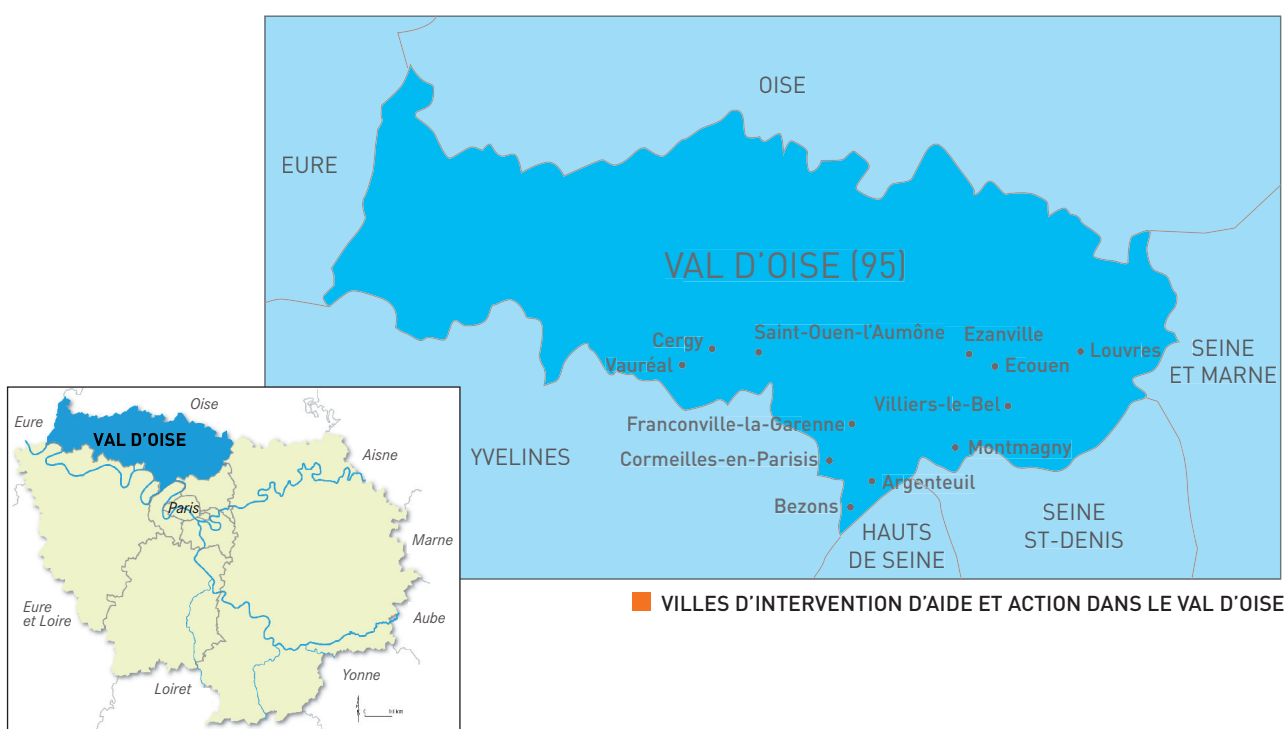 OISE
EURE
VAL D’OISE (95)
Saint-Ouen-l’Aumône
Ezanville
Cergy
Louvres
SEINE
ET MARNE
Vauréal
Ecouen
Villiers-le-Bel
Franconville-la-Garenne
Montmagny
YVELINES
Cormeilles-en-Parisis
Argenteuil
Bezons
SEINE
ST-DENIS
HAUTS
DE SEINE
VILLES D’INTERVENTION D’AIDE ET ACTION DANS LE VAL D’OISE
Oise
Eure
VAL D’OISE
Aisne
Paris
Marne
Eure
et Loire
Aube
Yonne
Loiret